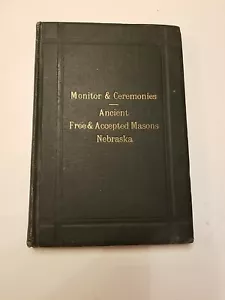 Monitor & Ceremonies
Ancient
Free & Accepted Masons
Nebraska